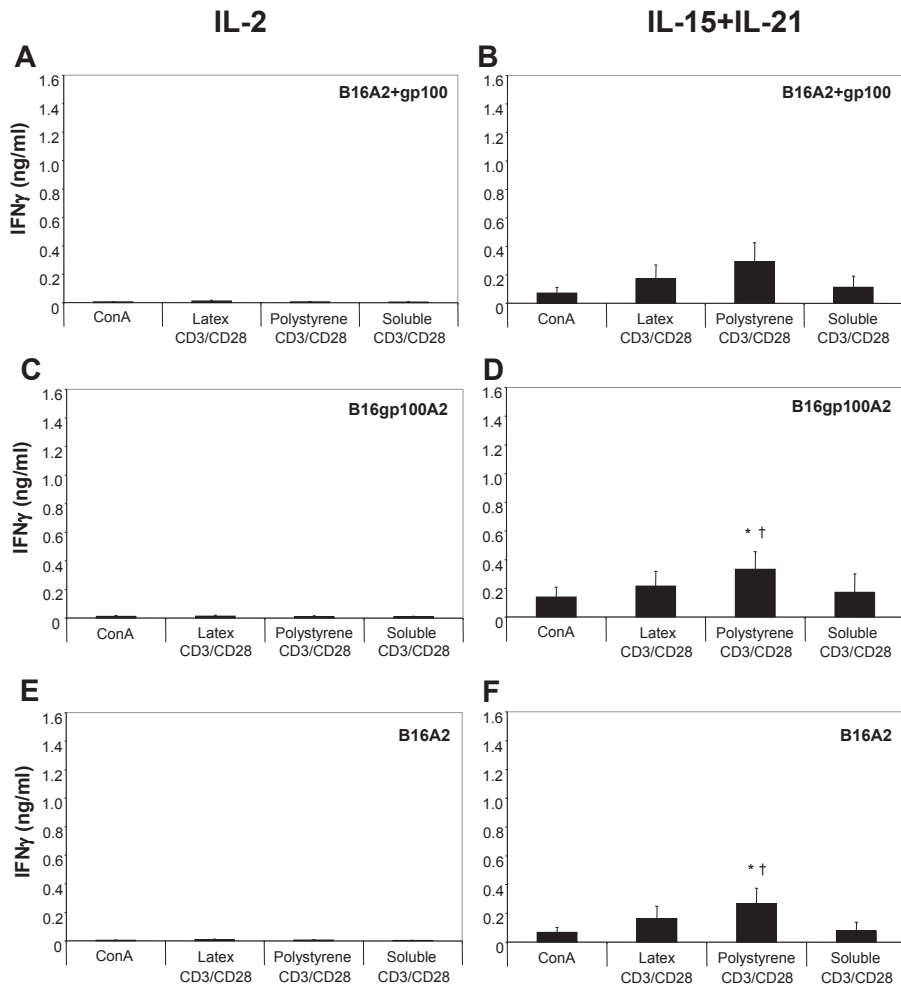 IL-2
IL-15+IL-21
A
B16A2+gp100
IFNγ (ng/ml)
1.6
1.4
1.2
1.0
0.8
0.6
0.4
0.2
0
ConA
Latex
CD3/CD28
Polystyrene
CD3/CD28
Soluble
CD3/CD28
B
B16A2+gp100
1.6
1.4
1.2
1.0
0.8
0.6
0.4
0.2
0
ConA
Latex
CD3/CD28
Polystyrene
CD3/CD28
Soluble
CD3/CD28
C
B16gp100A2
IFNγ (ng/ml)
1.6
1.4
1.2
1.0
0.8
0.6
0.4
0.2
0
ConA
Latex
CD3/CD28
Polystyrene
CD3/CD28
Soluble
CD3/CD28
D
B16gp100A2
1.6
1.4
1.2
1.0
0.8
0.6
0.4
0.2
0
* †
ConA
Latex
CD3/CD28
Polystyrene
CD3/CD28
Soluble
CD3/CD28
E
B16A2
IFNγ (ng/ml)
1.6
1.4
1.2
1.0
0.8
0.6
0.4
0.2
0
ConA
Latex
CD3/CD28
Polystyrene
CD3/CD28
Soluble
CD3/CD28
F
B16A2
1.6
1.4
1.2
1.0
0.8
0.6
0.4
0.2
0
* †
ConA
Latex
CD3/CD28
Polystyrene
CD3/CD28
Soluble
CD3/CD28